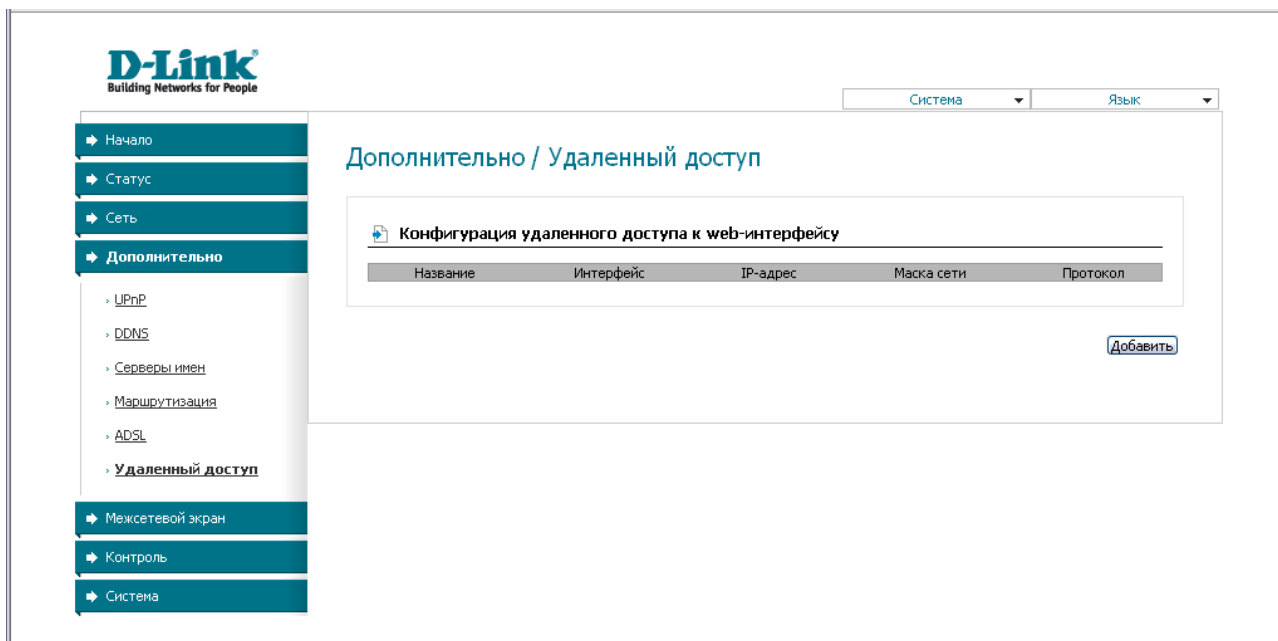 D-Link
Building Networks for People
Система Язык
Начало
Статус
Сеть
Дополнительно
UPnP
DDNS
Серверы имен
Маршрутизация
ADSL
Удаленный доступ
Межсетевой экран
Контроль
Система
Дополнительно / Удаленный доступ
Конфигурация удаленного доступа к web-интерфейсу
Название Интерфейс IP-адрес Маска сети Протокол
Добавить